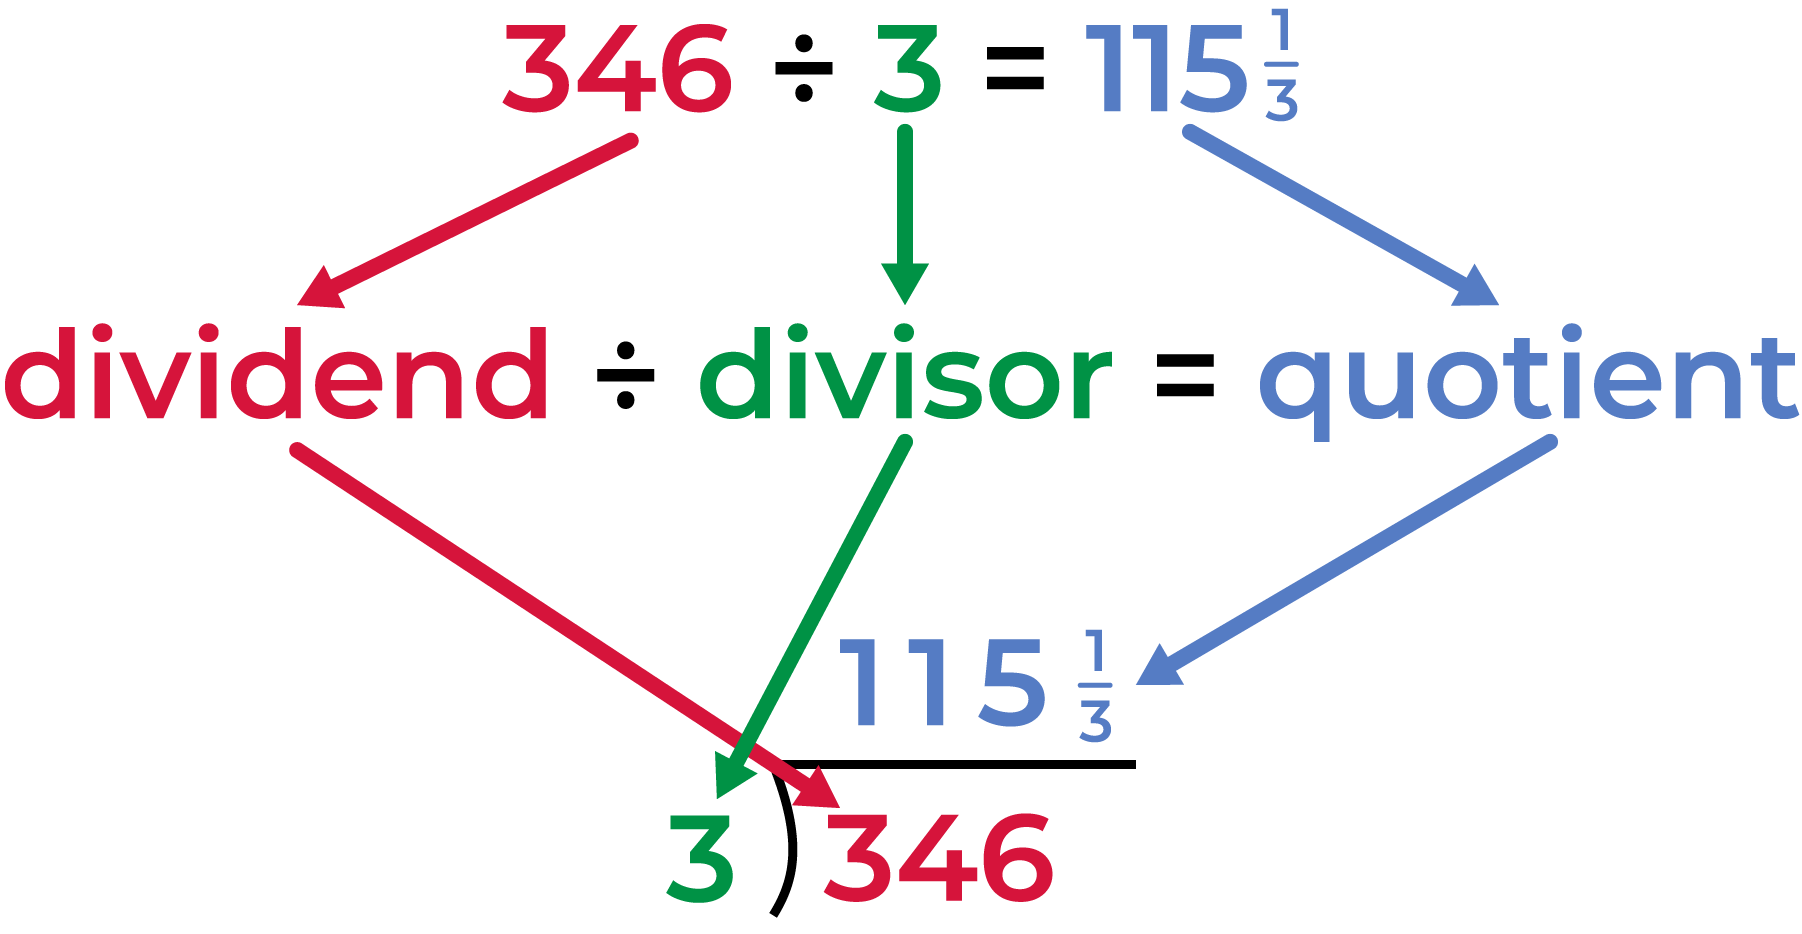 346 ÷ 3 = 115 1/3
dividend ÷ divisor = quotient
115 1/3
3 ) 346